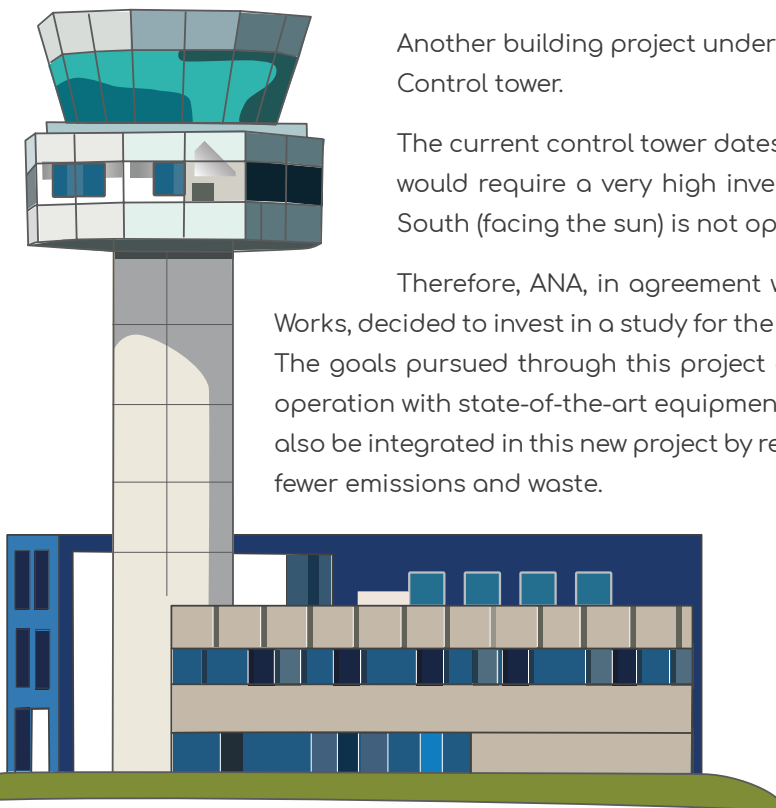 Another building project under
Control tower.
The current control tower dates
would require a very high inve
South (facing the sun) is not op
Therefore, ANA, in agreement w
Works, decided to invest in a study for the
The goals pursued through this project
operation with state-of-the-art equipmen
also be integrated in this new project by re
fewer emissions and waste.